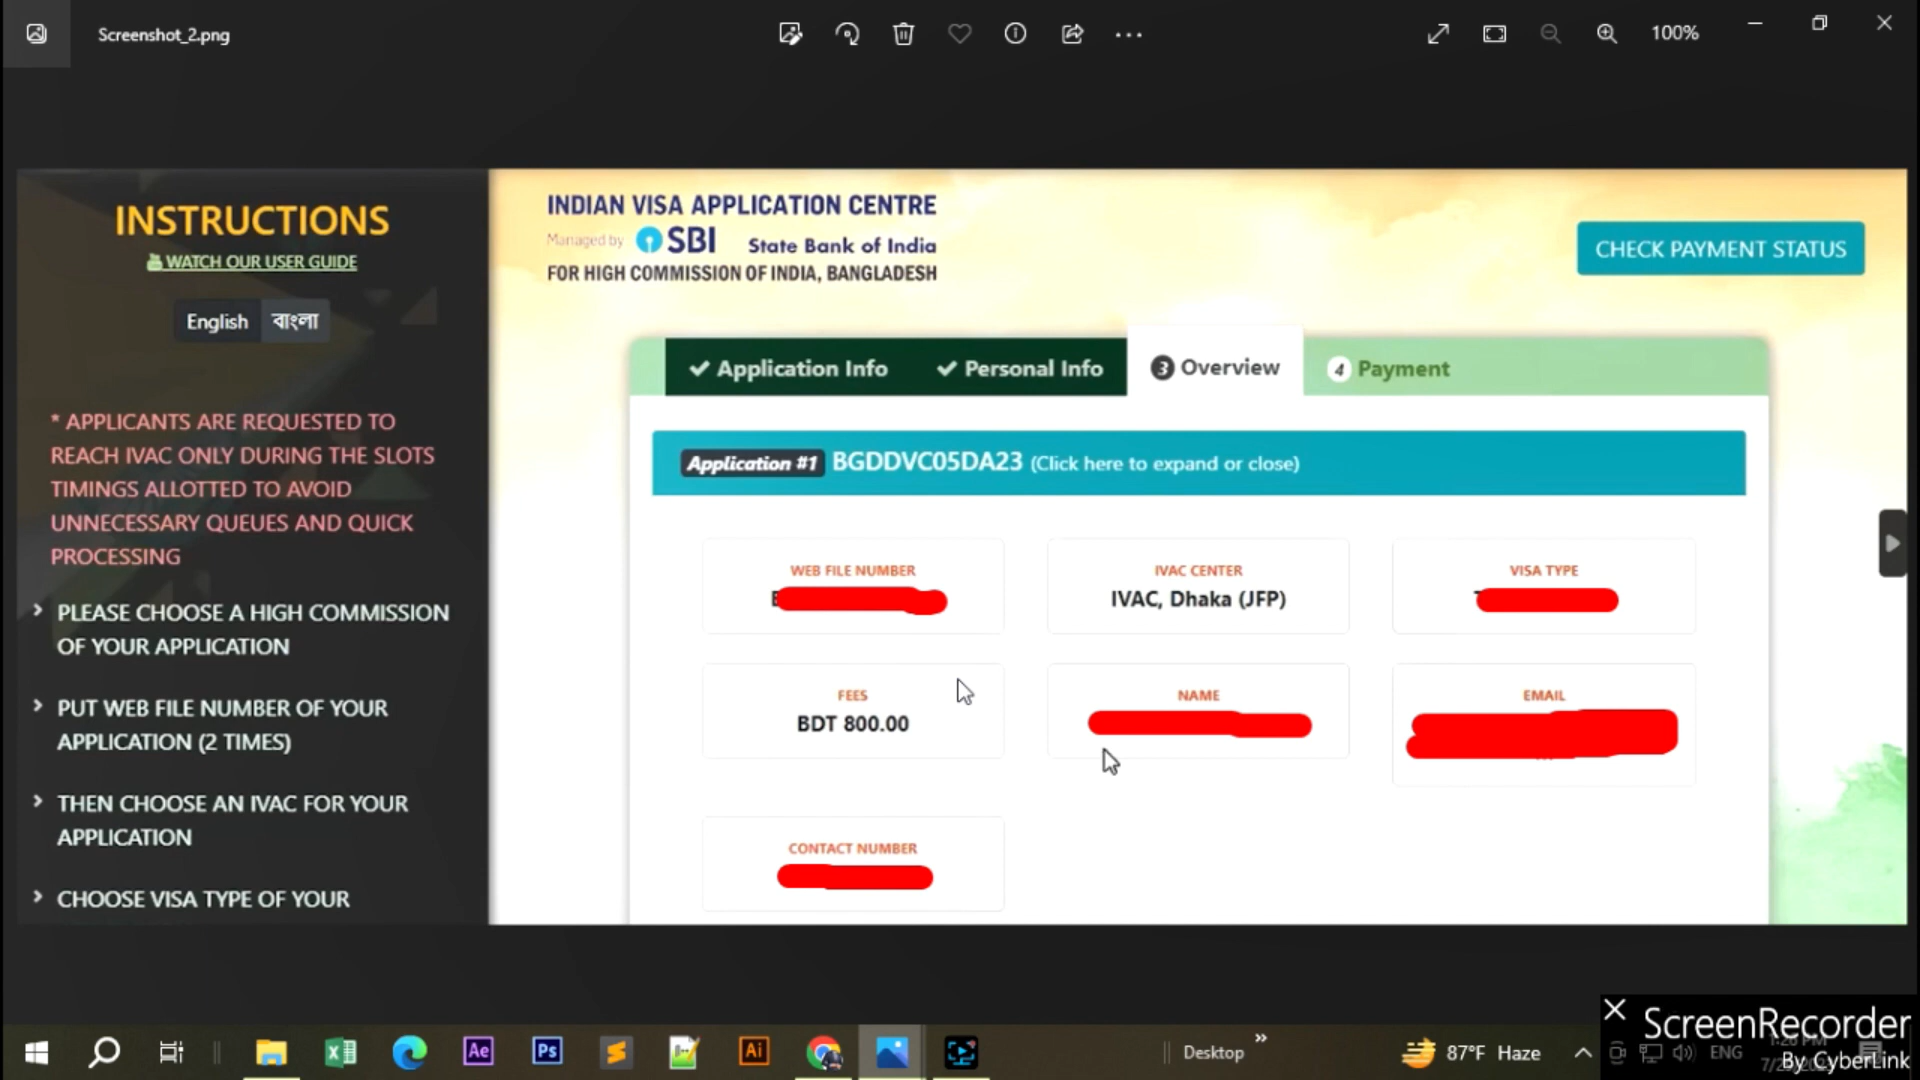 Screenshot_2.png
100%
INSTRUCTIONS
WATCH OUR USER GUIDE
English বাংলা
* APPLICANTS ARE REQUESTED TO
REACH IVAC ONLY DURING THE SLOTS
TIMINGS ALLOTTED TO AVOID
UNNECESSARY QUEUES AND QUICK
PROCESSING
PLEASE CHOOSE A HIGH COMMISSION
OF YOUR APPLICATION
PUT WEB FILE NUMBER OF YOUR
APPLICATION (2 TIMES)
THEN CHOOSE AN IVAC FOR YOUR
APPLICATION
CHOOSE VISA TYPE OF YOUR
INDIAN VISA APPLICATION CENTRE
Managed by SBI State Bank of India
FOR HIGH COMMISSION OF INDIA, BANGLADESH
CHECK PAYMENT STATUS
Application Info Personal Info 3 Overview 4 Payment
Application #1 BGDDVC05DA23 (Click here to expand or close)
WEB FILE NUMBER
IVAC CENTER
IVAC, Dhaka (JFP)
VISA TYPE
FEES
BDT 800.00
NAME
EMAIL
CONTACT NUMBER
Ae Ps Ai
Desktop
87°F Haze
ENG
ScreenRecorder
By CyberLink